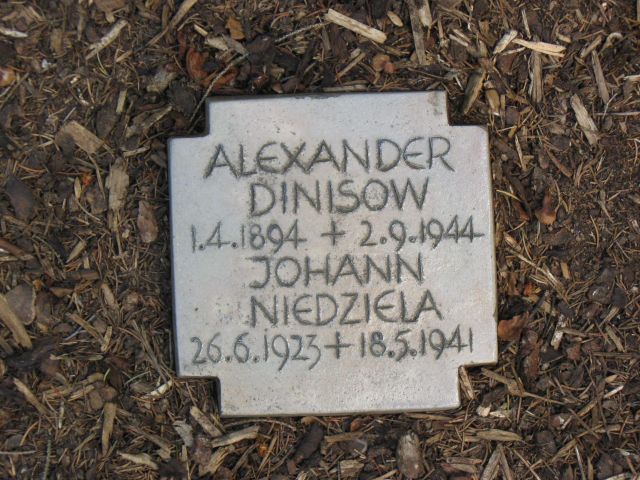 ALEXANDER
DINISOW
1.4.1894 + 2.9.1944
JOHANN
NIEDZIELA
26.6.1923 + 18.5.1941